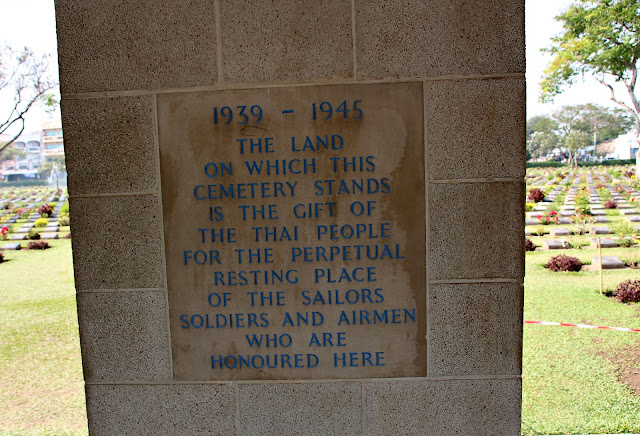 1939 - 1945
THE LAND
ON WHICH THIS
CEMETERY STANDS
IS THE GIFT OF
THE THAI PEOPLE
FOR THE PERPETUAL
RESTING PLACE
OF THE SAILORS
SOLDIERS AND AIRMEN
WHO ARE
HONOURED HERE